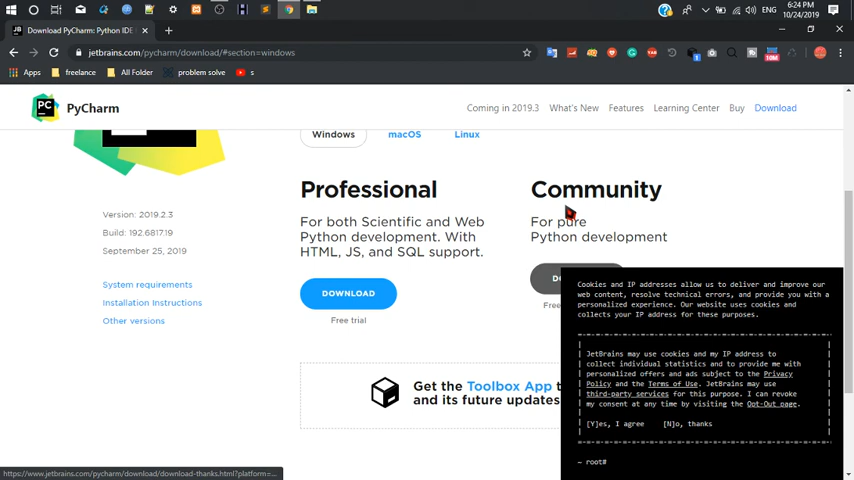 6:24 PM
ENG
10/24/2019
Download PyCharm: Python IDE
jetbrains.com/pycharm/download/#section=windows
Apps
freelance
All Folder
problem solve
s
PyCharm
Coming in 2019.3
What's New
Features
Learning Center
Buy
Download
Windows
macOS
Linux
Professional
Community
For both Scientific and Web
Python development. With
HTML, JS, and SQL support.
For pure
Python development
Version: 2019.2.3
Build: 192.6817.19
September 25, 2019
System requirements
Installation Instructions
Other versions
DOWNLOAD
Free trial
Free
Get the Toolbox App
and its future updates
Cookies and IP addresses allow us to deliver and improve our
web content, resolve technical errors, and provide you with a
personalized experience. Our website uses cookies and
collects your IP address for these purposes.
JetBrains may use cookies and my IP address to
collect individual statistics and to provide me with
personalized offers and ads subject to the Privacy
Policy and the Terms of Use. JetBrains may use
third-party services for this purpose. I can revoke
my consent at any time by visiting the Opt-Out page.
[Y]es, I agree [N]o, thanks
~ root#
https://www.jetbrains.com/pycharm/download/download-thanks.html?platform=...